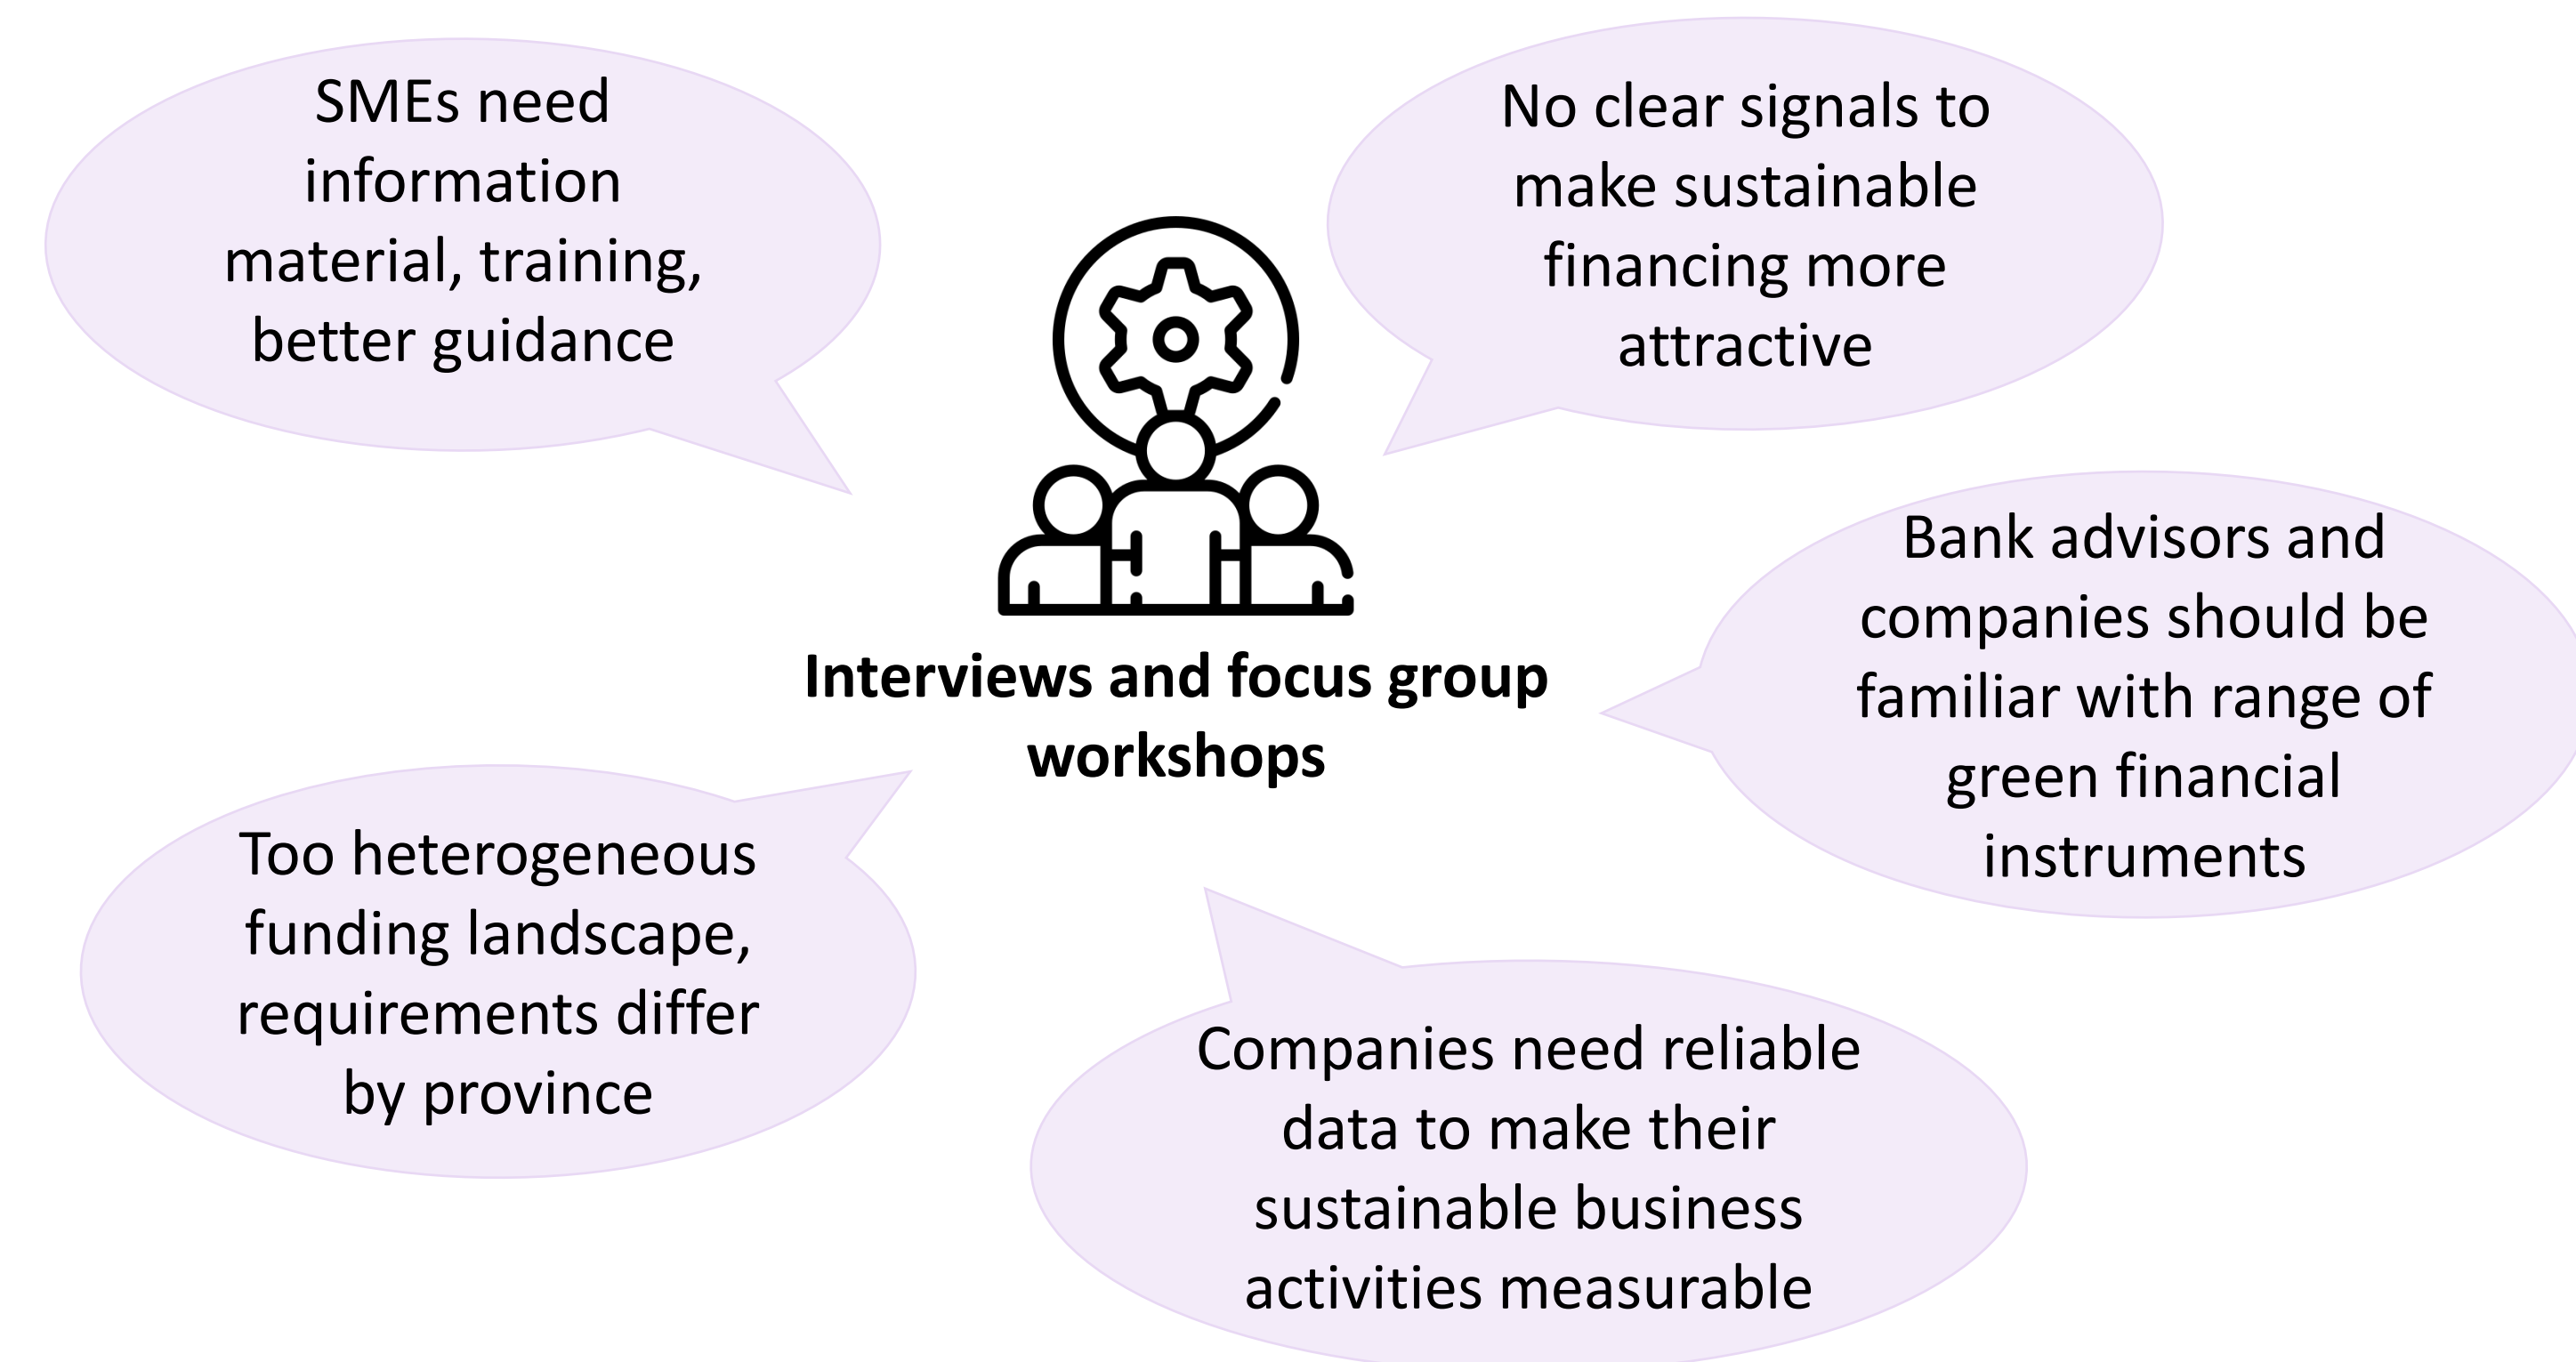 SMEs need
information
material, training,
better guidance
No clear signals to
make sustainable
financing more
attractive
Interviews and focus group
workshops
Bank advisors and
companies should be
familiar with range of
green financial
instruments
Too heterogeneous
funding landscape,
requirements differ
by province
Companies need reliable
data to make their
sustainable business
activities measurable